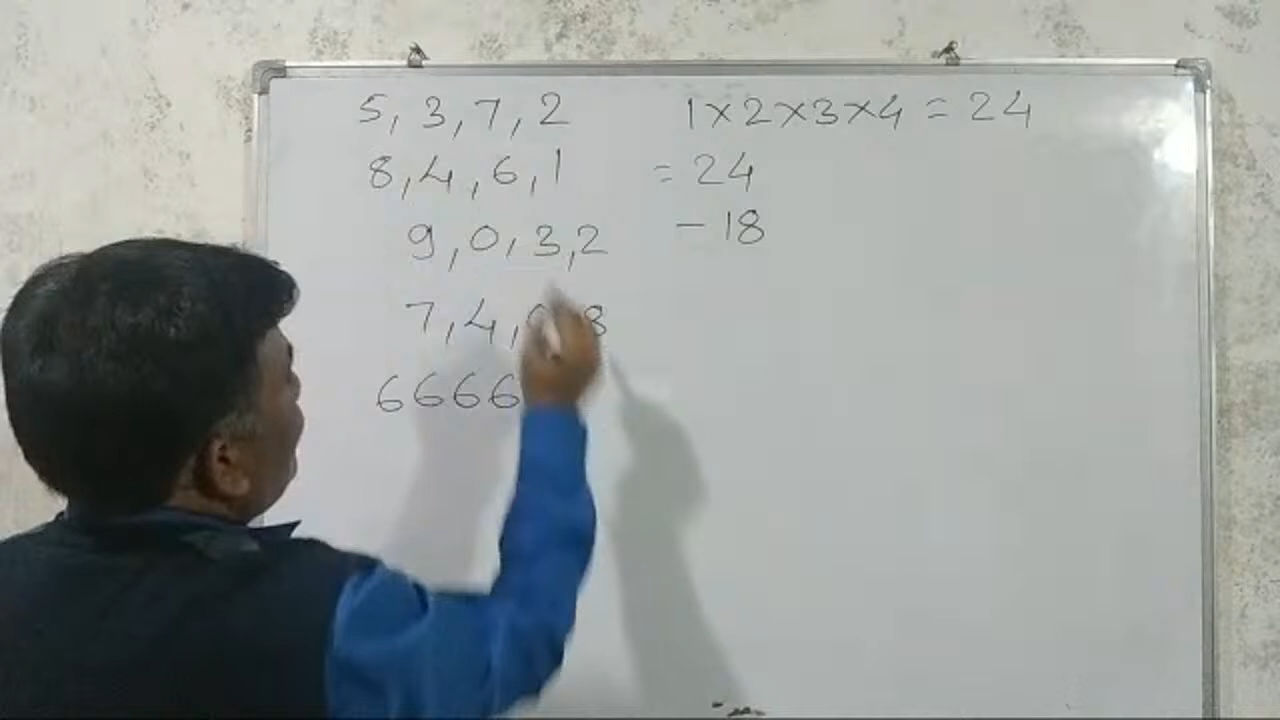 5, 3, 7, 2 1×2×3×4 = 24
8, 4, 6, 1 = 24
9, 0, 3, 2 - 18
7, 4, 8
6666